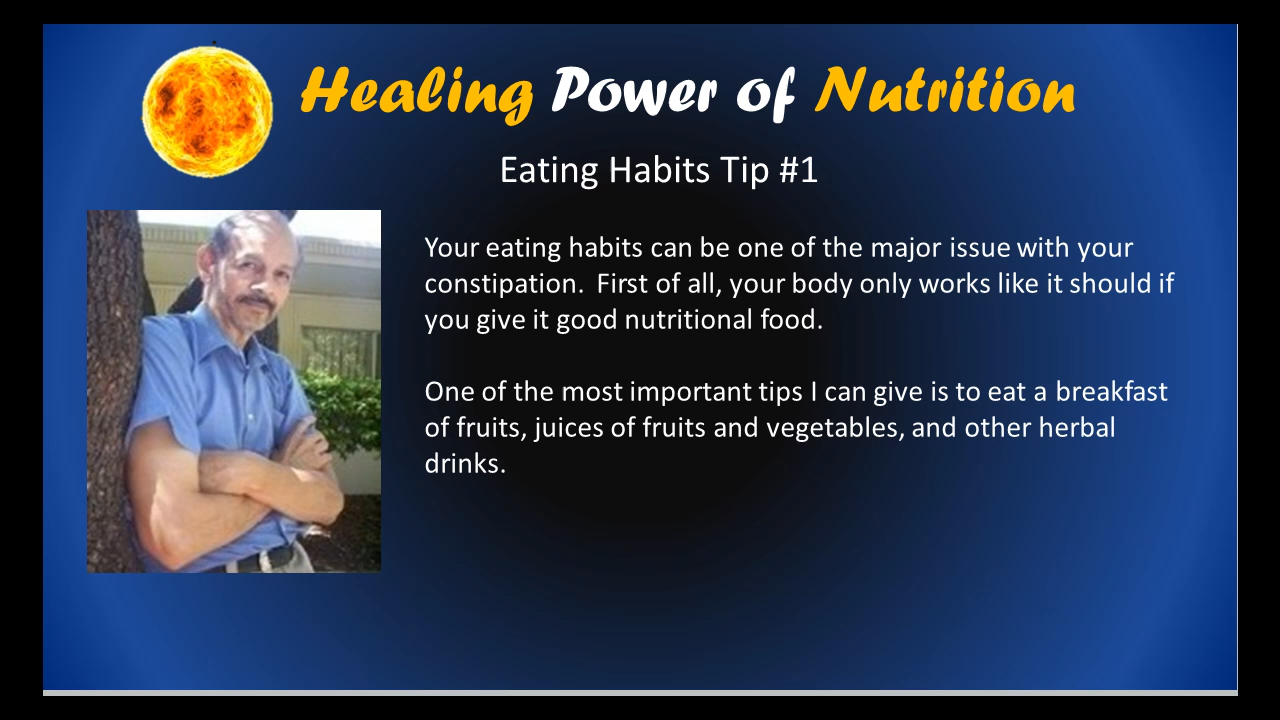 Healing Power of Nutrition
Eating Habits Tip #1
Your eating habits can be one of the major issue with your
constipation. First of all, your body only works like it should if
you give it good nutritional food.
One of the most important tips I can give is to eat a breakfast
of fruits, juices of fruits and vegetables, and other herbal
drinks.